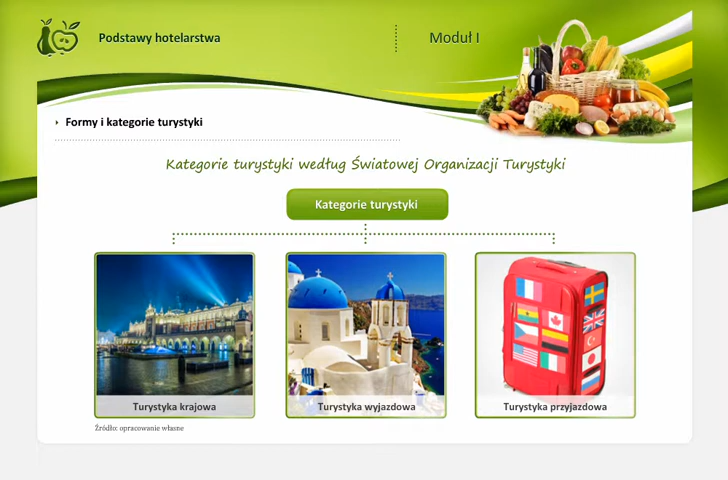 Podstawy hotelarstwa
Moduł I
Formy i kategorie turystyki
Kategorie turystyki według Światowej Organizacji Turystyki
Kategorie turystyki
Turystyka krajowa
Turystyka wyjazdowa
Turystyka przyjazdowa
Źródło: opracowanie własne